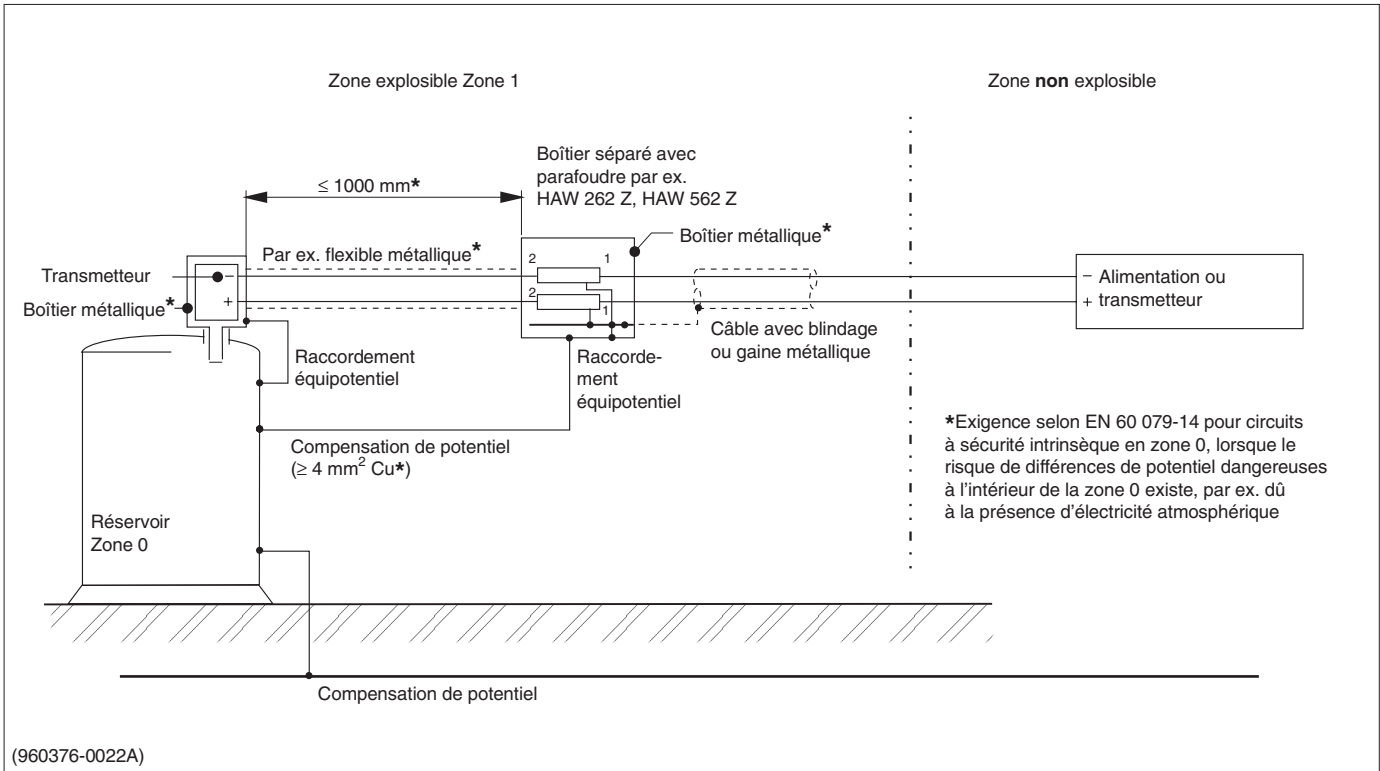 Zone explosible Zone 1
Zone non explosible
Boîtier séparé avec
parafoudre par ex.
HAW 262 Z, HAW 562 Z
≤ 1000 mm*
Boîtier métallique*
Par ex. flexible métallique*
2
1
Transmetteur
–
– Alimentation ou
2
+
+ transmetteur
Boîtier métallique*
1
Câble avec blindage
ou gaine métallique
Raccordement
équipotentiel
Raccorde-
ment
équipotentiel
*Exigence selon EN 60 079-14 pour circuits
à sécurité intrinsèque en zone 0, lorsque le
risque de différences de potentiel dangereuses
à l’intérieur de la zone 0 existe, par ex. dû
à la présence d’électricité atmosphérique
Compensation de potentiel
(≥ 4 mm² Cu*)
Réservoir
Zone 0
Compensation de potentiel
(960376-0022A)